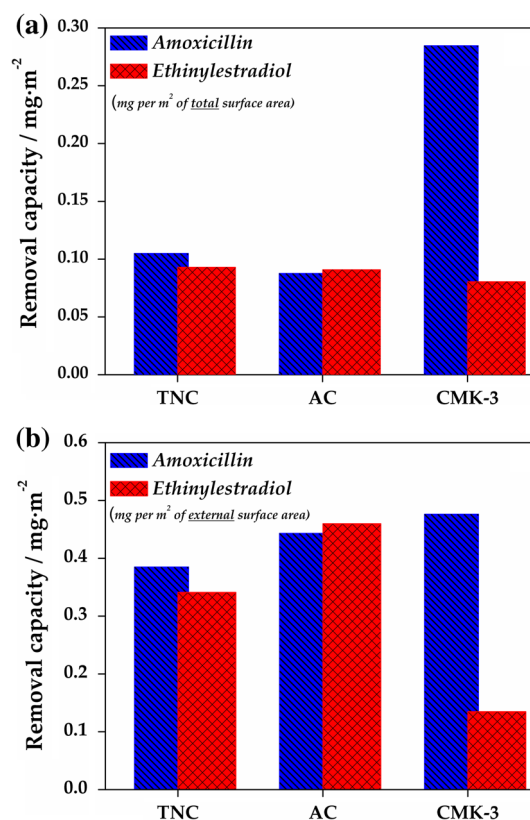 (a)
0.30
0.25
0.20
0.15
0.10
0.05
0.00
Removal capacity / mg·m⁻²
Amoxicillin
Ethinylestradiol
(mg per m² of total surface area)
TNC AC CMK-3
(b)
0.6
0.5
0.4
0.3
0.2
0.1
0.0
Removal capacity / mg·m⁻²
Amoxicillin
Ethinylestradiol
(mg per m² of external surface area)
TNC AC CMK-3